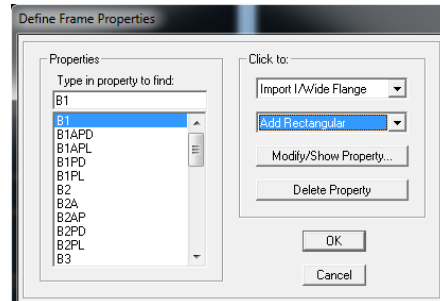 Define Frame Properties
Properties
Type in property to find:
B1
B1
B1APD
B1APL
B1PD
B1PL
B2
B2A
B2AP
B2PD
B2PL
B3
Click to:
Import I/Wide Flange
Add Rectangular
Modify/Show Property...
Delete Property
OK
Cancel